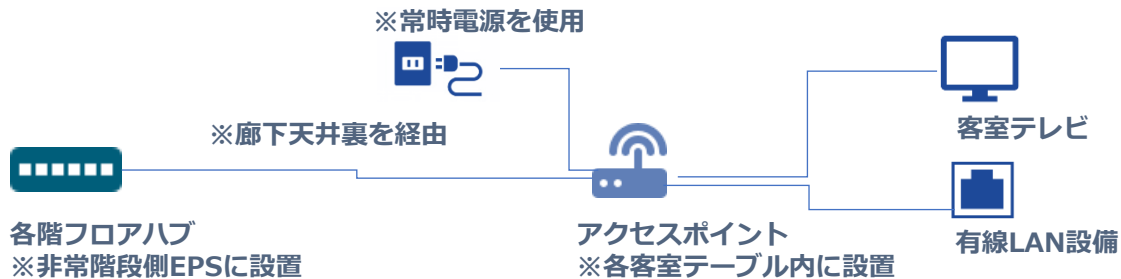 ※常時電源を使用
※廊下天井裏を経由
客室テレビ
各階フロアハブ
※非常階段側EPSに設置
アクセスポイント
※各客室テーブル内に設置
有線LAN設備